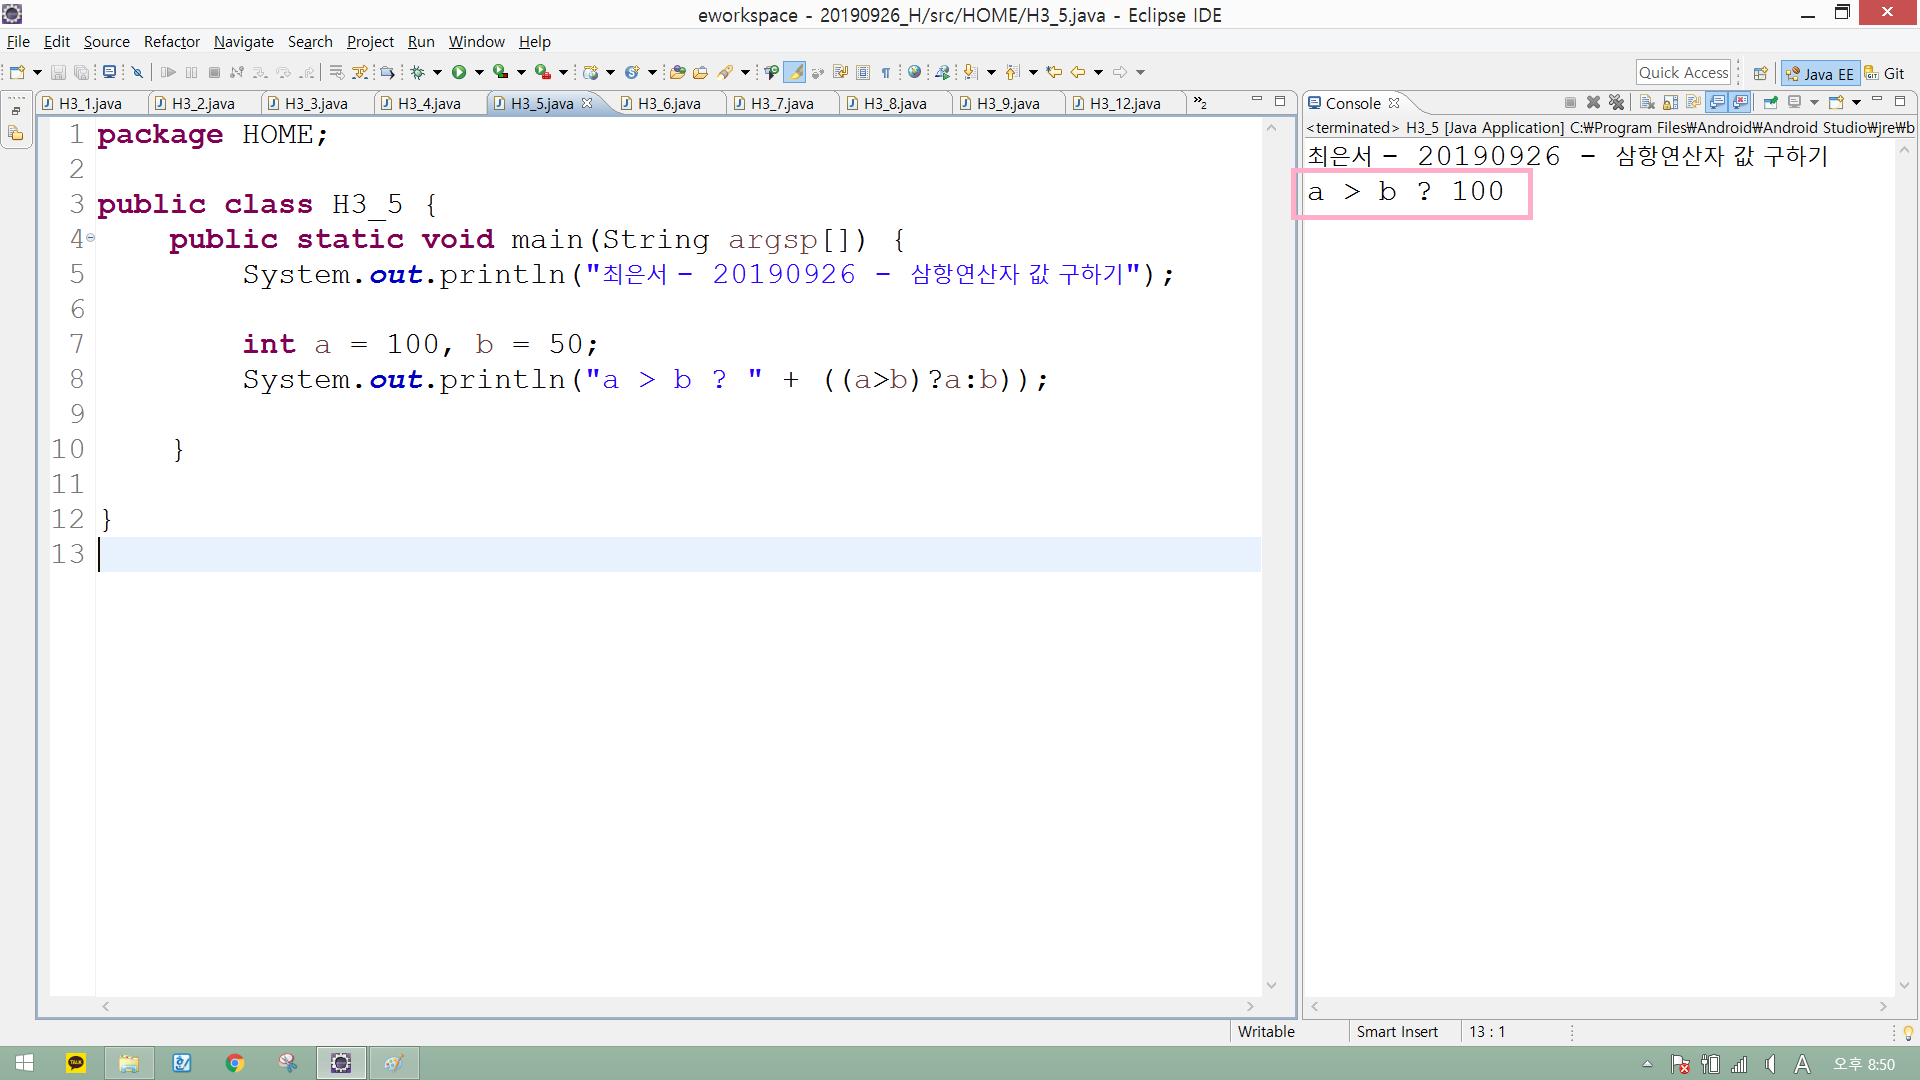 eworkspace - 20190926_H/src/HOME/H3_5.java - Eclipse IDE
File Edit Source Refactor Navigate Search Project Run Window Help
Quick Access Java EE Git
H3_1.java H3_2.java H3_3.java H3_4.java H3_5.java H3_6.java H3_7.java H3_8.java H3_9.java H3_12.java »2
1 package HOME;
2
3 public class H3_5 {
4 public static void main(String argsp[]) {
5 System.out.println("최은서 - 20190926 - 삼항연산자 값 구하기");
6
7 int a = 100, b = 50;
8 System.out.println("a > b ? " + ((a>b)?a:b));
9
10 }
11
12 }
13
Console
<terminated> H3_5 [Java Application] C:₩Program Files₩Android₩Android Studio₩jre₩b
최은서 - 20190926 - 삼항연산자 값 구하기
a > b ? 100
Writable Smart Insert 13 : 1
TALK
A 오후 8:50